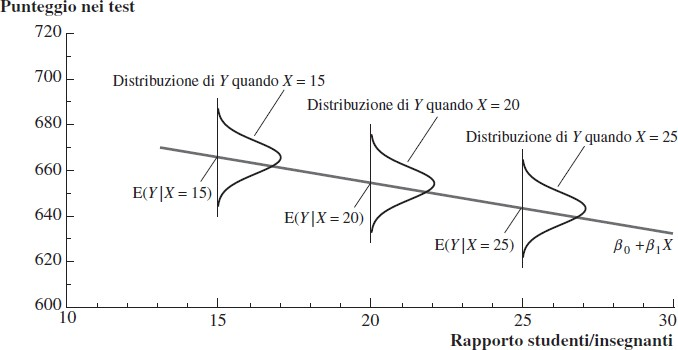 Punteggio nei test
720
700
680
660
640
620
600
Distribuzione di Y quando X = 15
Distribuzione di Y quando X = 20
Distribuzione di Y quando X = 25
E(Y|X = 15)
E(Y|X = 20)
E(Y|X = 25)
β0 + β1X
10 15 20 25 30
Rapporto studenti/insegnanti